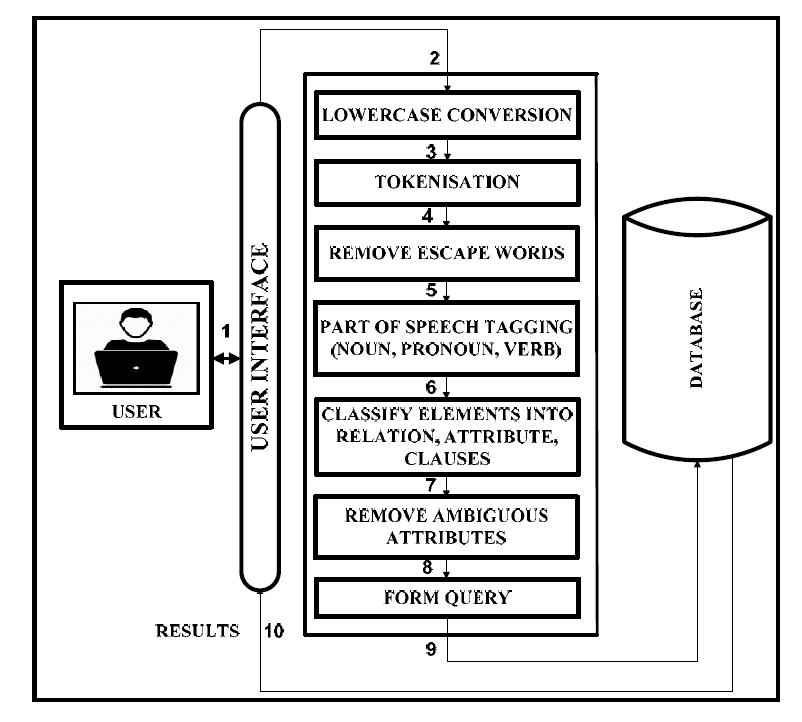 2
LOWERCASE CONVERSION
3
TOKENISATION
4
REMOVE ESCAPE WORDS
5
PART OF SPEECH TAGGING
(NOUN, PRONOUN, VERB)
6
CLASSIFY ELEMENTS INTO
RELATION, ATTRIBUTE,
CLAUSES
7
REMOVE AMBIGUOUS
ATTRIBUTES
8
FORM QUERY
9
1
USER
USER INTERFACE
DATABASE
RESULTS 10